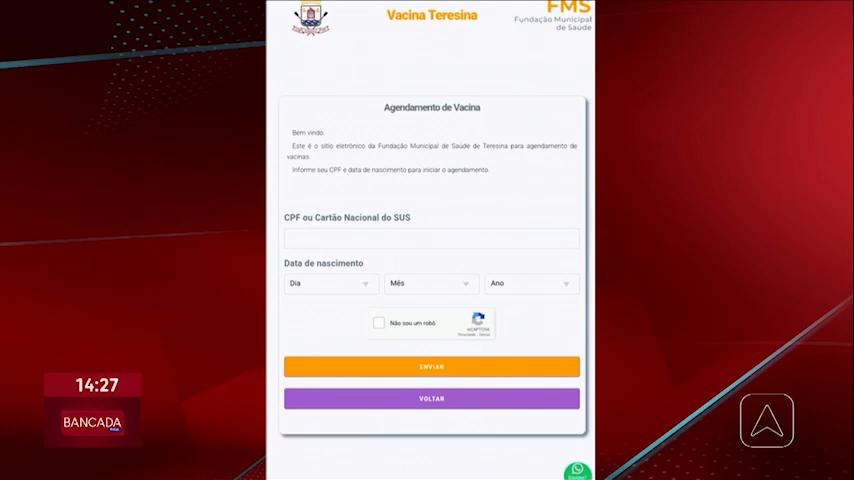 Vacina Teresina
FMS
Fundação Municipal
de Saúde
Agendamento de Vacina
Bem vindo.
Este é o sítio eletrônico da Fundação Municipal de Saúde de Teresina para agendamento de
vacinas.
Informe seu CPF e data de nascimento para iniciar o agendamento.
CPF ou Cartão Nacional do SUS
Data de nascimento
Dia
Mês
Ano
Não sou um robô
reCAPTCHA
Privacidade - Termos
ENVIAR
VOLTAR
14:27
BANCADA